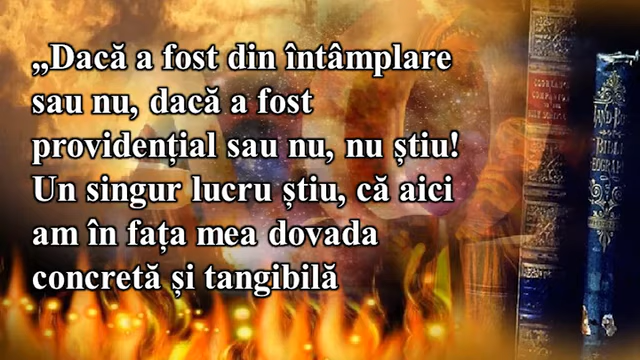 ,,Dacă a fost din întâmplare
sau nu, dacă a fost
providențial sau nu, nu știu!
Un singur lucru știu, că aici
am în fața mea dovada
concretă și tangibilă